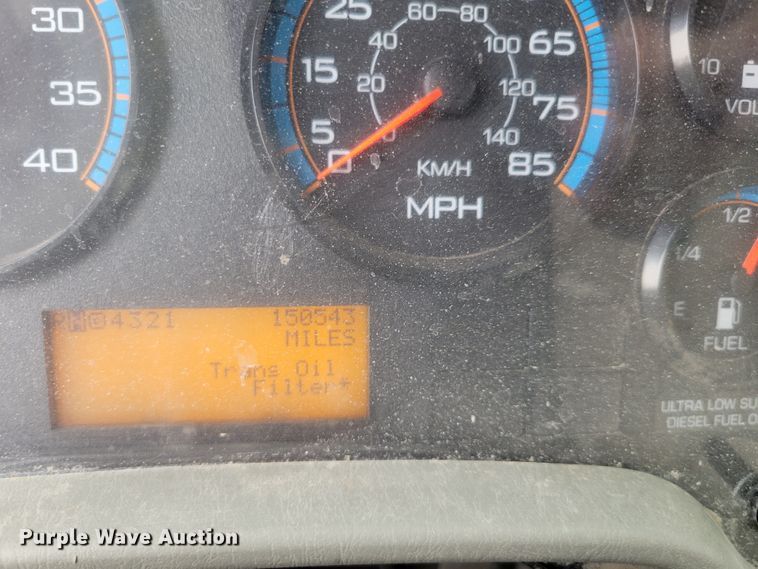 30
35
40
25
15
5
0
65
75
85
60 80
40
100
20
120
0
140
KM/H
MPH
10
VOL
1/2
1/4
E
FUEL
ULTRA LOW SU
DIESEL FUEL O
4321
150543
MILES
Trans Oil
Filter*
Purple Wave Auction